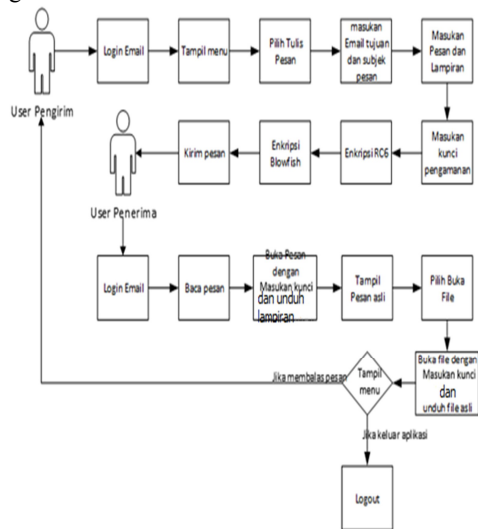 Login Email
Tampil menu
Pilih Tulis
Pesan
masukan
Email tujuan
dan subjek
pesan
Masukan
Pesan dan
Lampiran
User Pengirim
Kirim pesan
Enkripsi
Blowfish
Enkripsi RC6
Masukan
kunci
pengamanan
User Penerima
Login Email
Baca pesan
Buka Pesan
dengan
Masukan kunci
dan unduh
lampiran
Tampil
Pesan asli
Pilih Buka
File
Buka file dengan
Masukan kunci
dan
unduh file asli
Tampil
menu
Jika membalas pesan
Jika keluar aplikasi
Logout